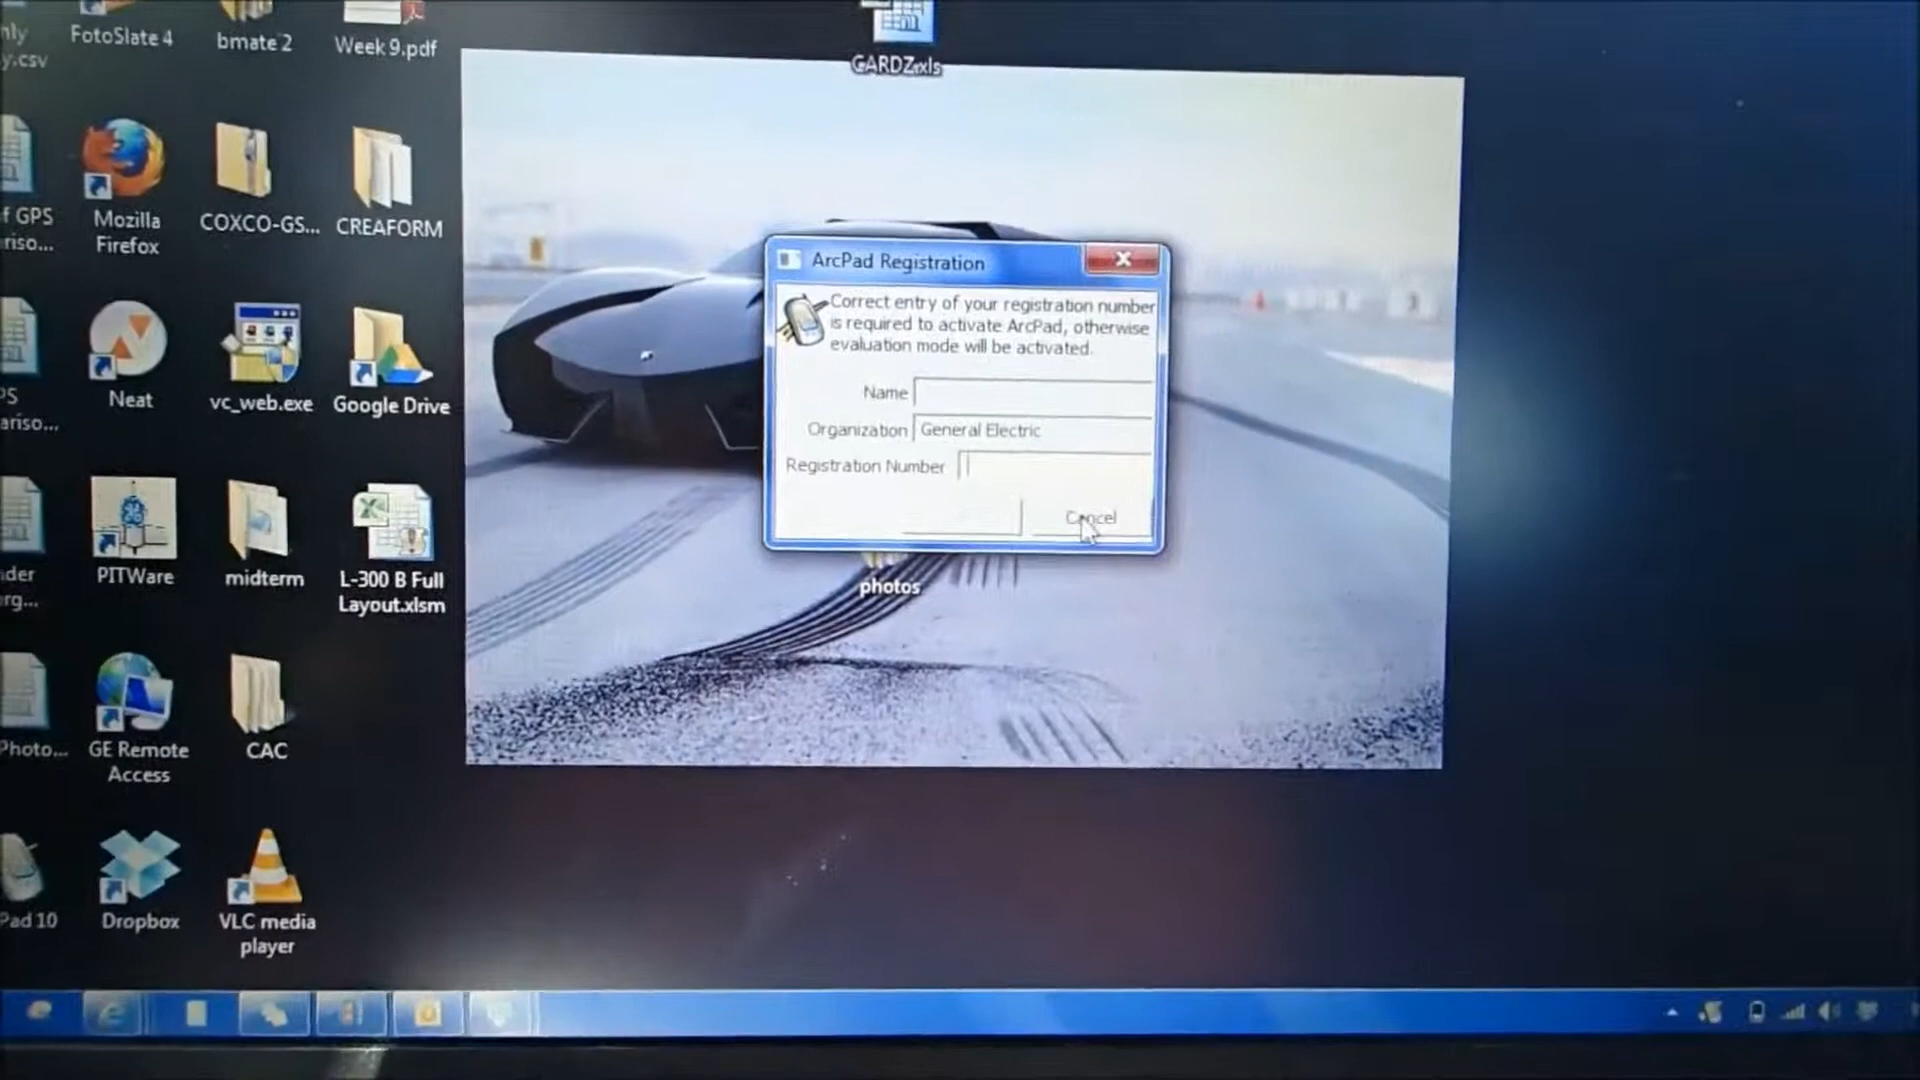 FotoSlate 4
bmate 2
Week 9.pdf
GARDZ.xls
y.csv
f GPS
riso...
Mozilla
Firefox
COXCO-GS...
CREAFORM
ArcPad Registration
Correct entry of your registration number
is required to activate ArcPad, otherwise
evaluation mode will be activated.
Name
Organization General Electric
Registration Number
Cancel
PS
ariso...
Neat
vc_web.exe
Google Drive
der
rg...
PITWare
midterm
L-300 B Full
Layout.xlsm
photos
Photo...
GE Remote
Access
CAC
Pad 10
Dropbox
VLC media
player